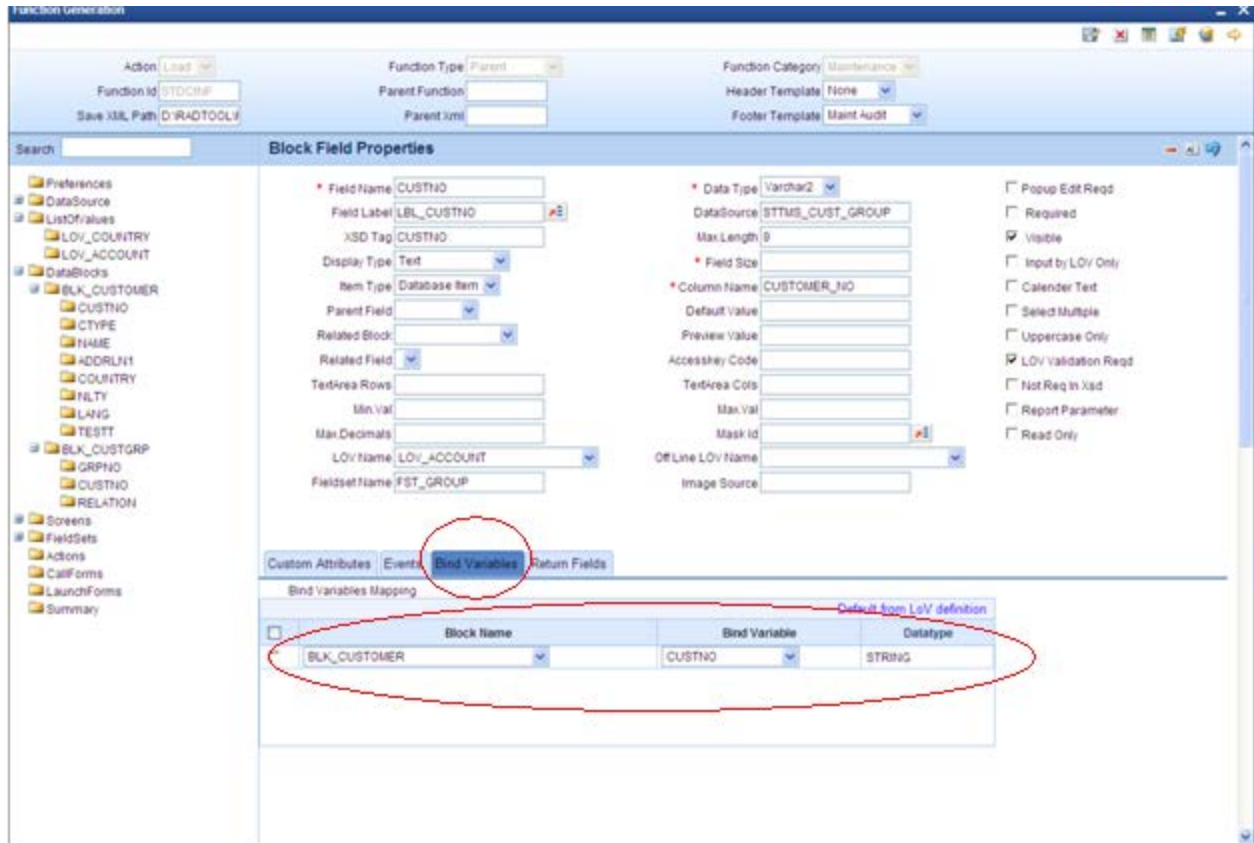 Function Generation
Action Load Function Type Parent Function Category Maintenance
Function Id STDCINF Parent Function Header Template None
Save XML Path D:\RADTOOL\ Parent Xml Footer Template Maint Audit
Search Block Field Properties
Preferences
DataSource
ListOfValues
LOV_COUNTRY
LOV_ACCOUNT
DataBlocks
BLK_CUSTOMER
CUSTNO
CTYPE
NAME
ADDRLN1
COUNTRY
NLTY
LANG
TESTT
BLK_CUSTGRP
GRPNO
CUSTNO
RELATION
Screens
FieldSets
Actions
CallForms
LaunchForms
Summary
* Field Name CUSTNO * Data Type Varchar2 Popup Edit Reqd
Field Label LBL_CUSTNO DataSource STTMS_CUST_GROUP Required
XSD Tag CUSTNO Max.Length 9 Visible
Display Type Text * Field Size Input by LOV Only
Item Type Database Item * Column Name CUSTOMER_NO Calender Text
Parent Field Default Value Select Multiple
Related Block Preview Value Uppercase Only
Related Field Accesskey Code LOV Validation Reqd
TextArea Rows TextArea Cols Not Req In Xsd
Min.Val Max.Val Report Parameter
Max.Decimals Mask Id Read Only
LOV Name LOV_ACCOUNT Off Line LOV Name
Fieldset Name FST_GROUP Image Source
Custom Attributes Events Bind Variables Return Fields
Bind Variables Mapping
Default from LoV definition
Block Name Bind Variable Datatype
BLK_CUSTOMER CUSTNO STRING